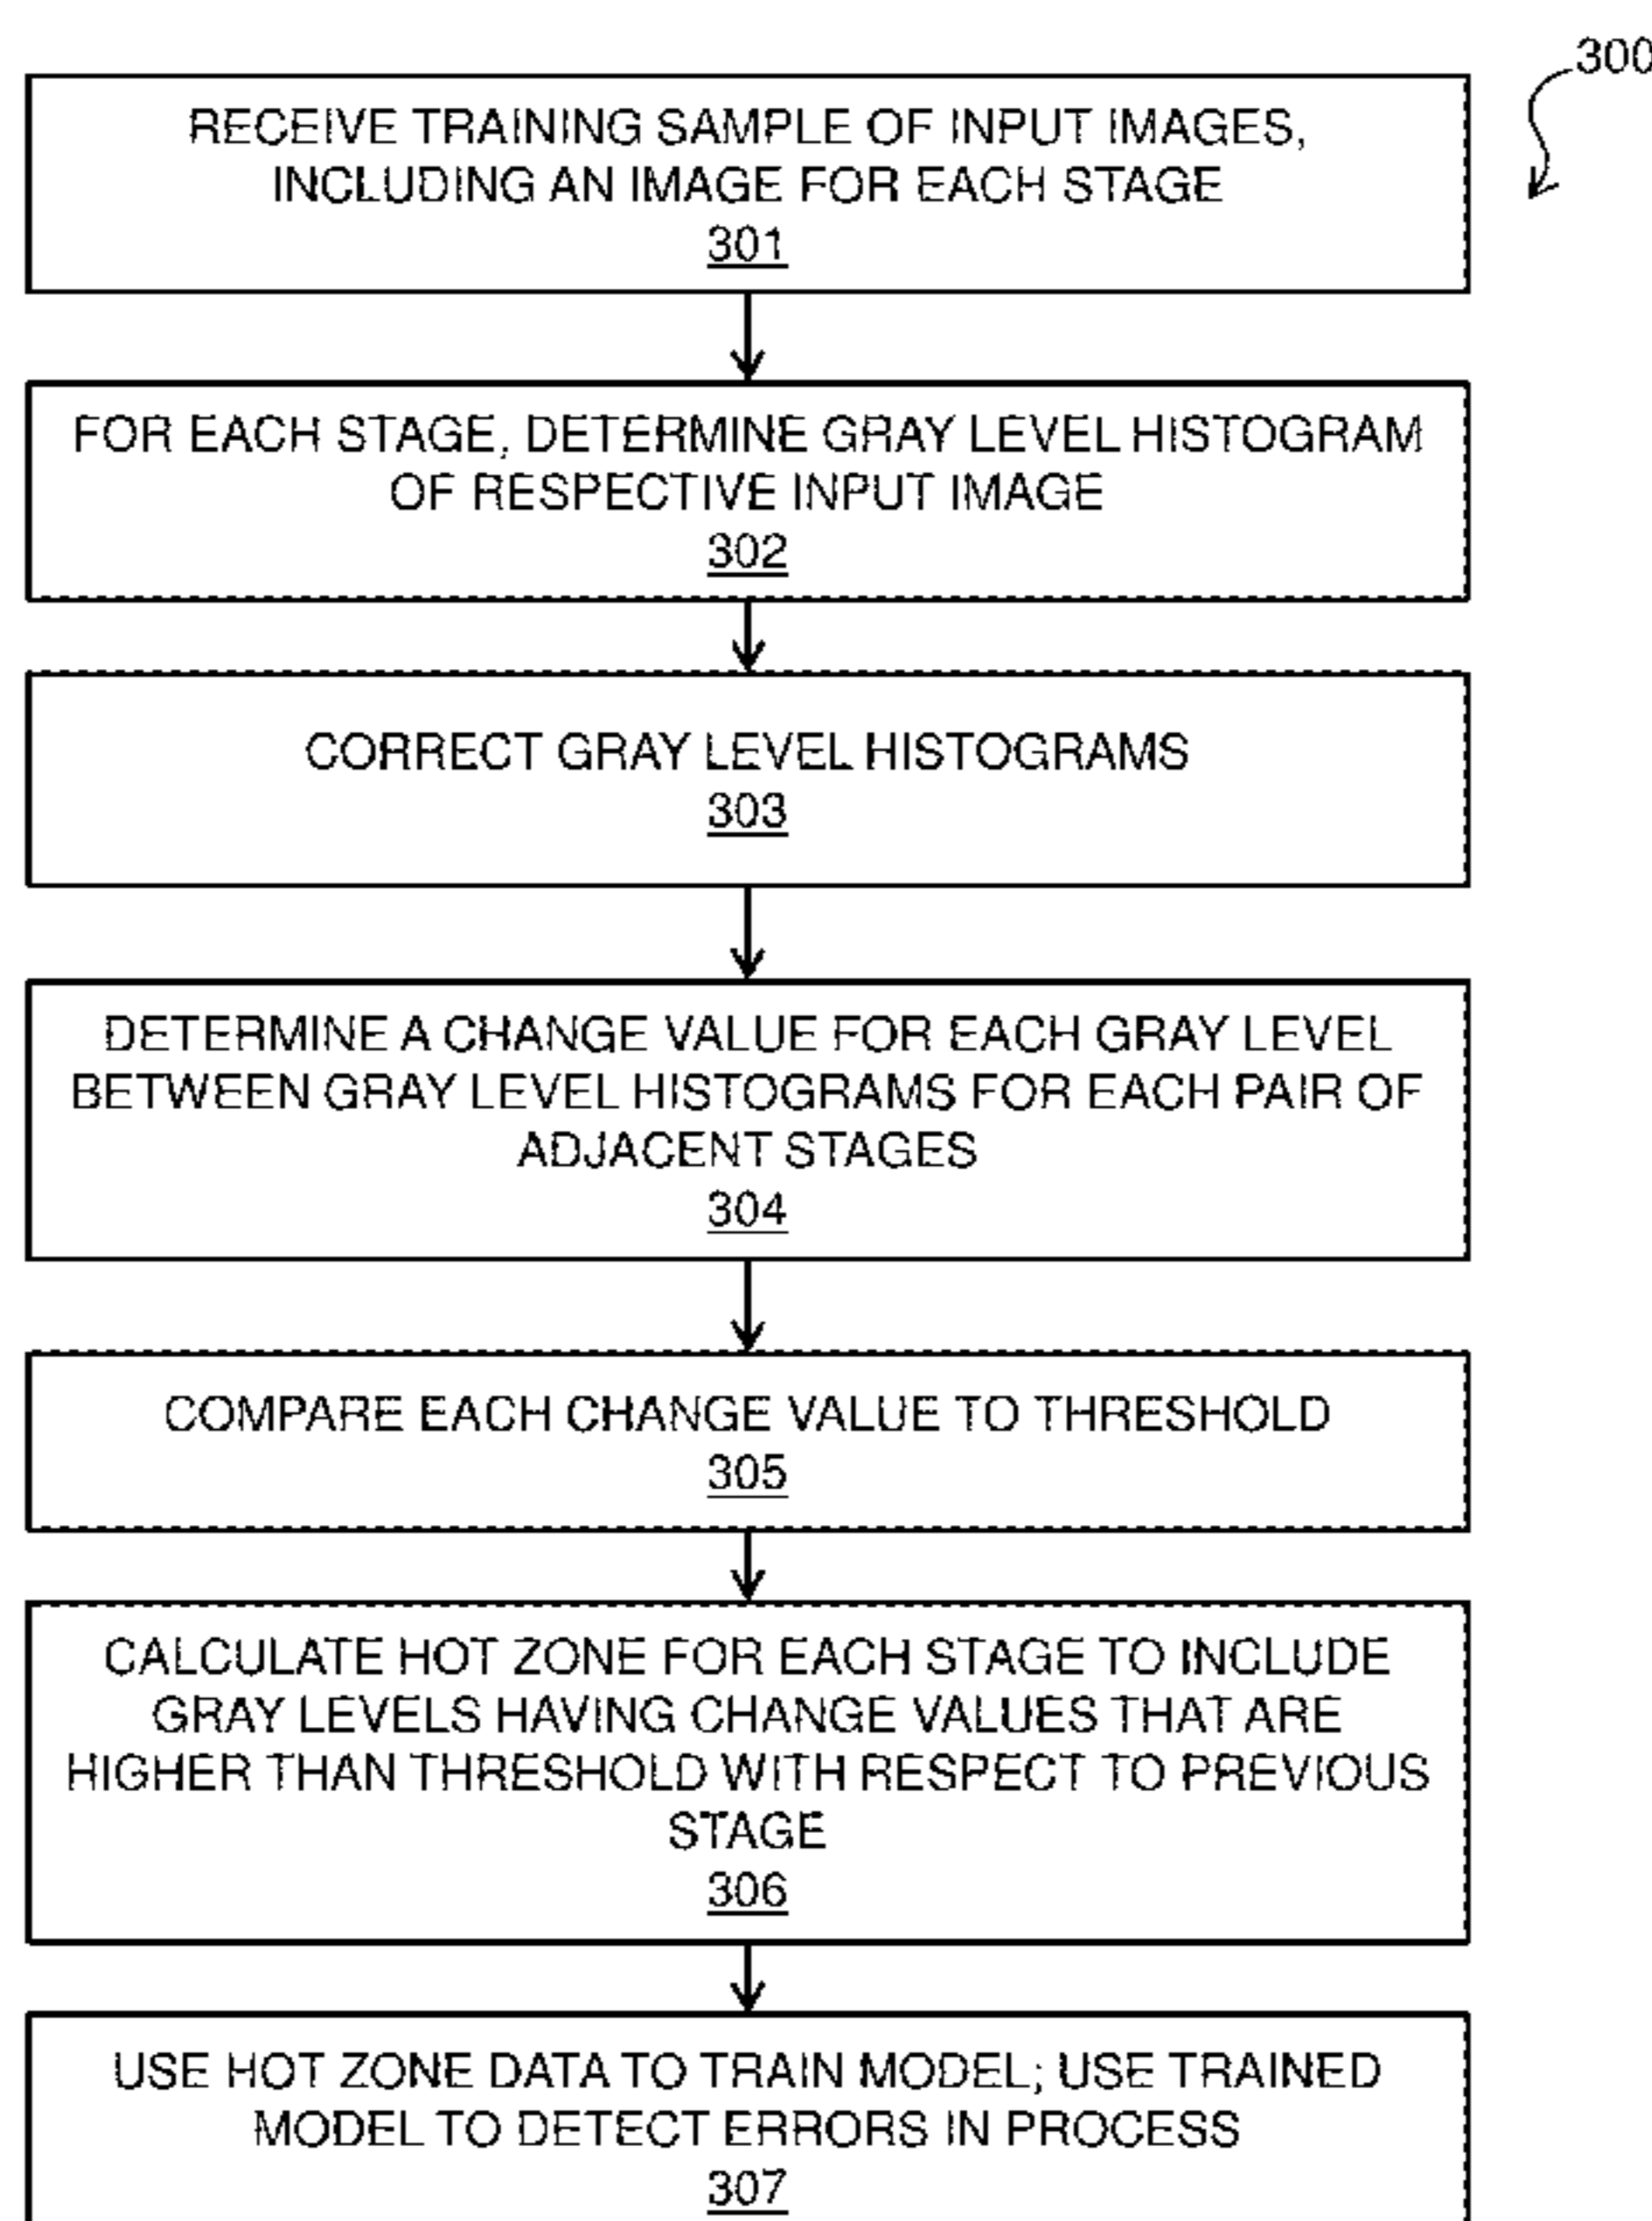 300
RECEIVE TRAINING SAMPLE OF INPUT IMAGES,
INCLUDING AN IMAGE FOR EACH STAGE
301
FOR EACH STAGE, DETERMINE GRAY LEVEL HISTOGRAM
OF RESPECTIVE INPUT IMAGE
302
CORRECT GRAY LEVEL HISTOGRAMS
303
DETERMINE A CHANGE VALUE FOR EACH GRAY LEVEL
BETWEEN GRAY LEVEL HISTOGRAMS FOR EACH PAIR OF
ADJACENT STAGES
304
COMPARE EACH CHANGE VALUE TO THRESHOLD
305
CALCULATE HOT ZONE FOR EACH STAGE TO INCLUDE
GRAY LEVELS HAVING CHANGE VALUES THAT ARE
HIGHER THAN THRESHOLD WITH RESPECT TO PREVIOUS
STAGE
306
USE HOT ZONE DATA TO TRAIN MODEL; USE TRAINED
MODEL TO DETECT ERRORS IN PROCESS
307